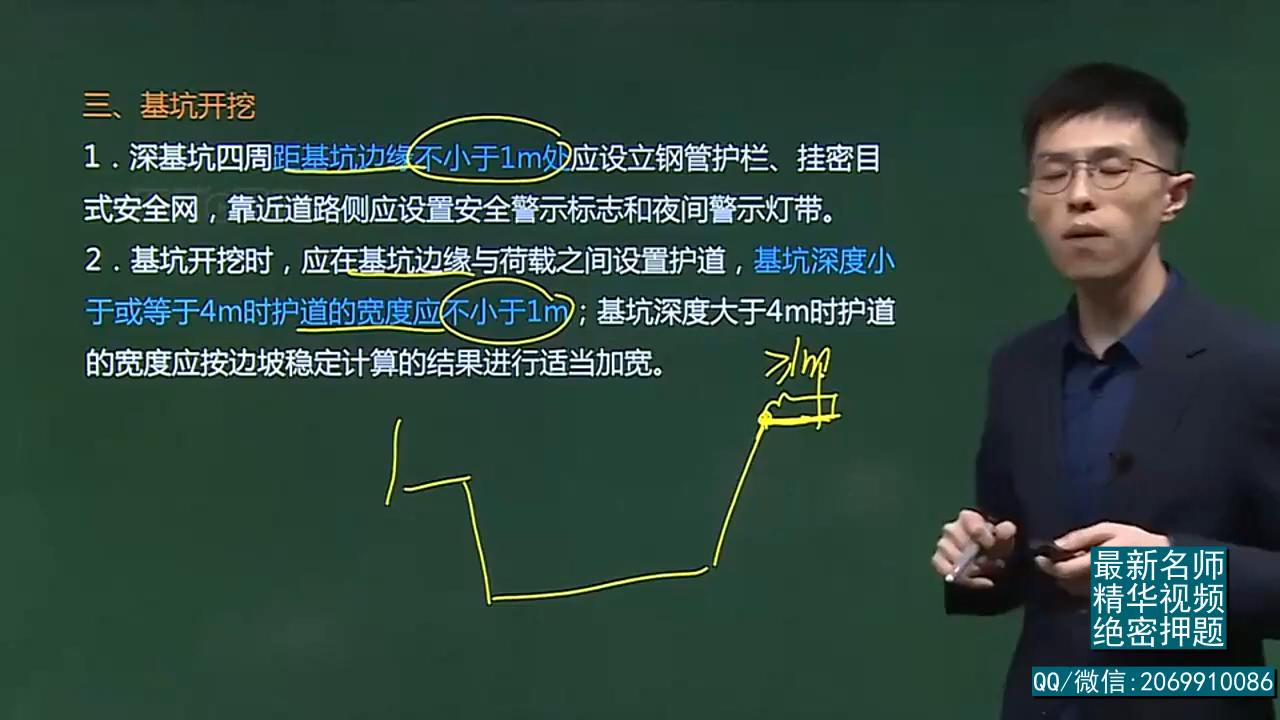 三、基坑开挖
1．深基坑四周距基坑边缘不小于1m处应设立钢管护栏、挂密目
式安全网，靠近道路侧应设置安全警示标志和夜间警示灯带。
2．基坑开挖时，应在基坑边缘与荷载之间设置护道，基坑深度小
于或等于4m时护道的宽度应不小于1m；基坑深度大于4m时护道
的宽度应按边坡稳定计算的结果进行适当加宽。
≥1m
最新名师
精华视频
绝密押题
QQ/微信:2069910086